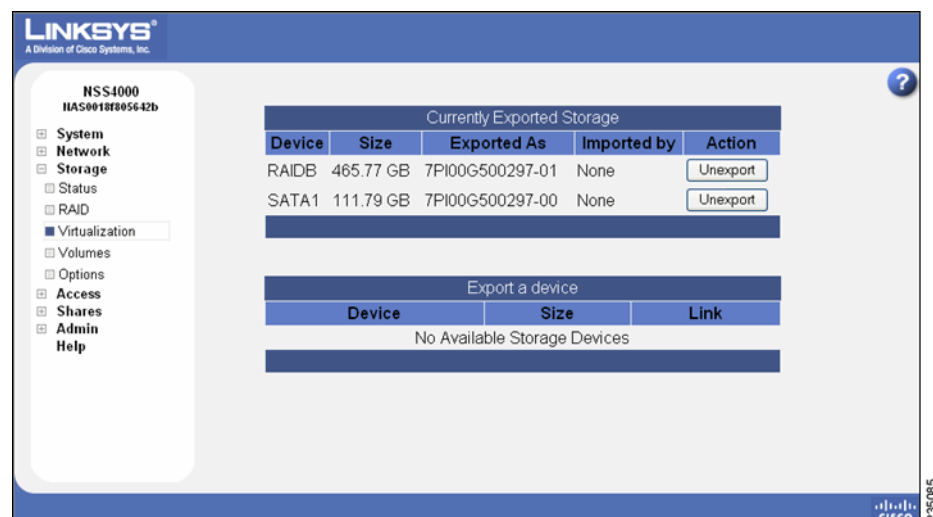 LINKSYS®
A Division of Cisco Systems, Inc.
NSS4000
NAS0018f805642b
System
Network
Storage
Status
RAID
Virtualization
Volumes
Options
Access
Shares
Admin
Help
?
Currently Exported Storage
Device Size Exported As Imported by Action
RAIDB 465.77 GB 7PI00G500297-01 None Unexport
SATA1 111.79 GB 7PI00G500297-00 None Unexport
Export a device
Device Size Link
No Available Storage Devices
CISCO
235085